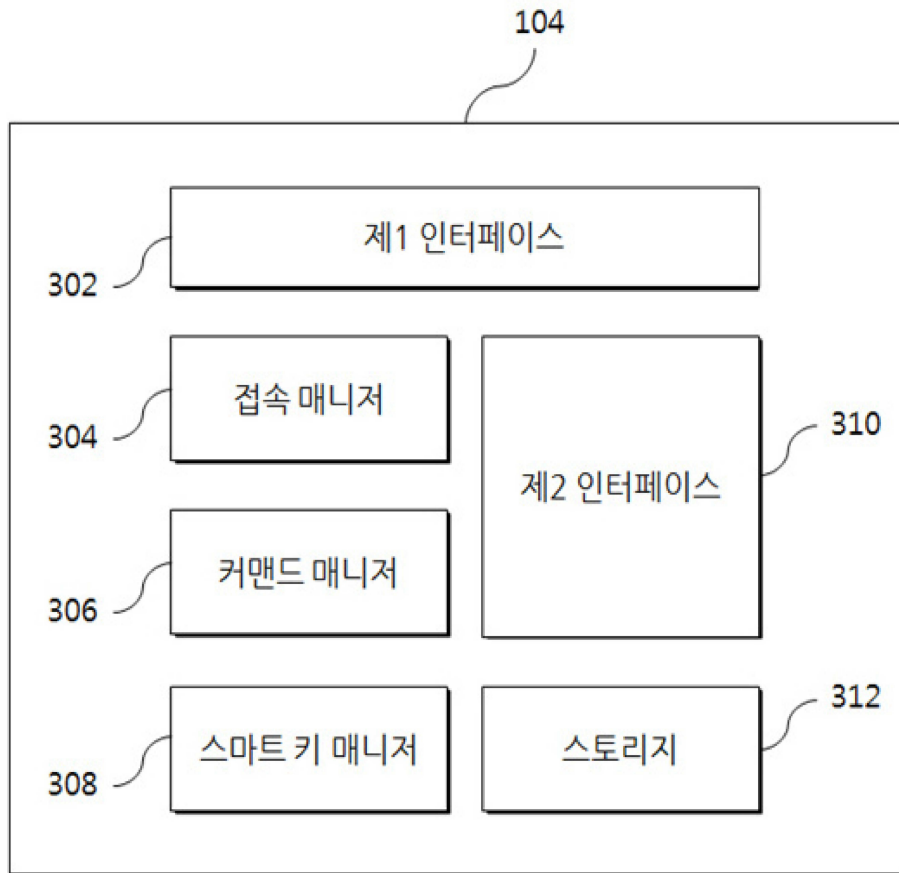 104
제1 인터페이스
302
접속 매니저
304
제2 인터페이스
310
커맨드 매니저
306
스마트 키 매니저
308
스토리지
312